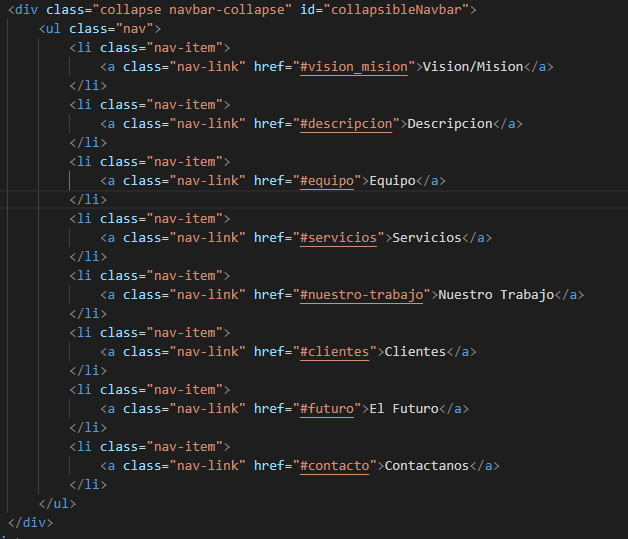 <div class="collapse navbar-collapse" id="collapsibleNavbar">
<ul class="nav">
<li class="nav-item">
<a class="nav-link" href="#vision_mision">Vision/Mision</a>
</li>
<li class="nav-item">
<a class="nav-link" href="#descripcion">Descripcion</a>
</li>
<li class="nav-item">
<a class="nav-link" href="#equipo">Equipo</a>
</li>
<li class="nav-item">
<a class="nav-link" href="#servicios">Servicios</a>
</li>
<li class="nav-item">
<a class="nav-link" href="#nuestro-trabajo">Nuestro Trabajo</a>
</li>
<li class="nav-item">
<a class="nav-link" href="#clientes">Clientes</a>
</li>
<li class="nav-item">
<a class="nav-link" href="#futuro">El Futuro</a>
</li>
<li class="nav-item">
<a class="nav-link" href="#contacto">Contactanos</a>
</li>
</ul>
</div>